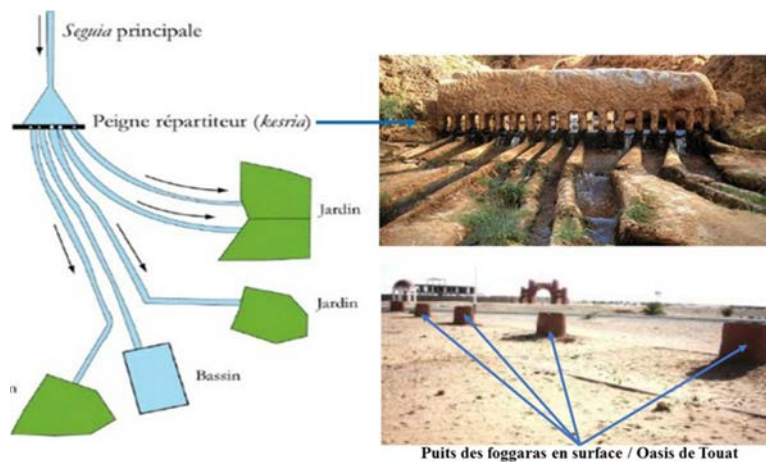 Seguia principale
Peigne répartiteur (kesria)
Jardin
Jardin
Bassin
n
Puits des foggaras en surface / Oasis de Touat